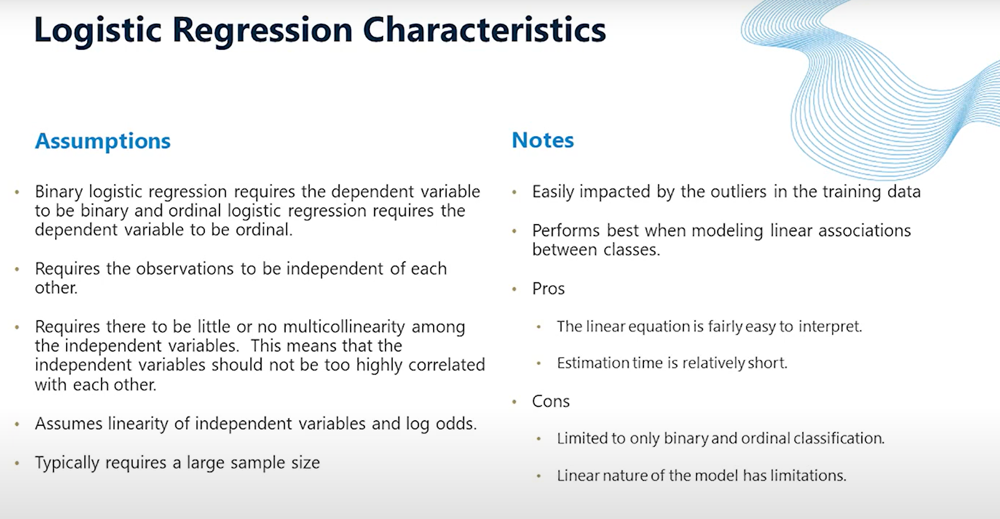 Logistic Regression Characteristics
Assumptions
• Binary logistic regression requires the dependent variable
to be binary and ordinal logistic regression requires the
dependent variable to be ordinal.
• Requires the observations to be independent of each
other.
• Requires there to be little or no multicollinearity among
the independent variables.  This means that the
independent variables should not be too highly correlated
with each other.
• Assumes linearity of independent variables and log odds.
• Typically requires a large sample size
Notes
• Easily impacted by the outliers in the training data
• Performs best when modeling linear associations
between classes.
• Pros
• The linear equation is fairly easy to interpret.
• Estimation time is relatively short.
• Cons
• Limited to only binary and ordinal classification.
• Linear nature of the model has limitations.